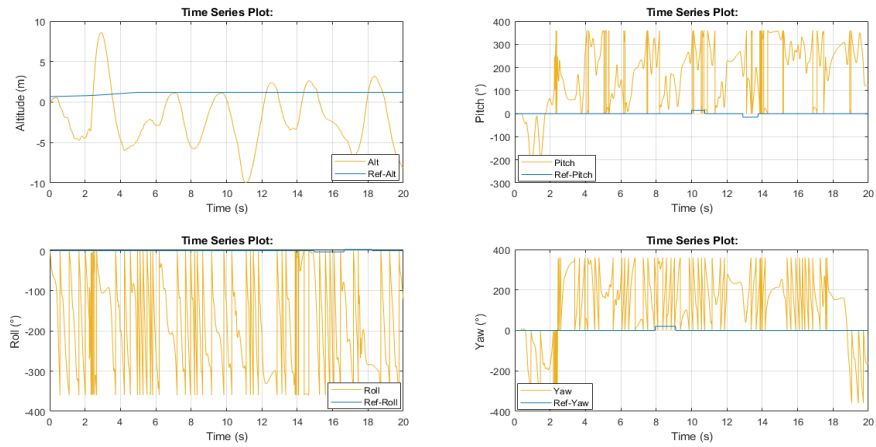 Time Series Plot:
10
5
0
-5
-10
Altitude (m)
0 2 4 6 8 10 12 14 16 18 20
Time (s)
Alt
Ref-Alt
Time Series Plot:
400
300
200
100
0
-100
-200
-300
Pitch (°)
0 2 4 6 8 10 12 14 16 18 20
Time (s)
Pitch
Ref-Pitch
Time Series Plot:
0
-100
-200
-300
-400
Roll (°)
0 2 4 6 8 10 12 14 16 18 20
Time (s)
Roll
Ref-Roll
Time Series Plot:
400
200
0
-200
-400
Yaw (°)
0 2 4 6 8 10 12 14 16 18 20
Time (s)
Yaw
Ref-Yaw